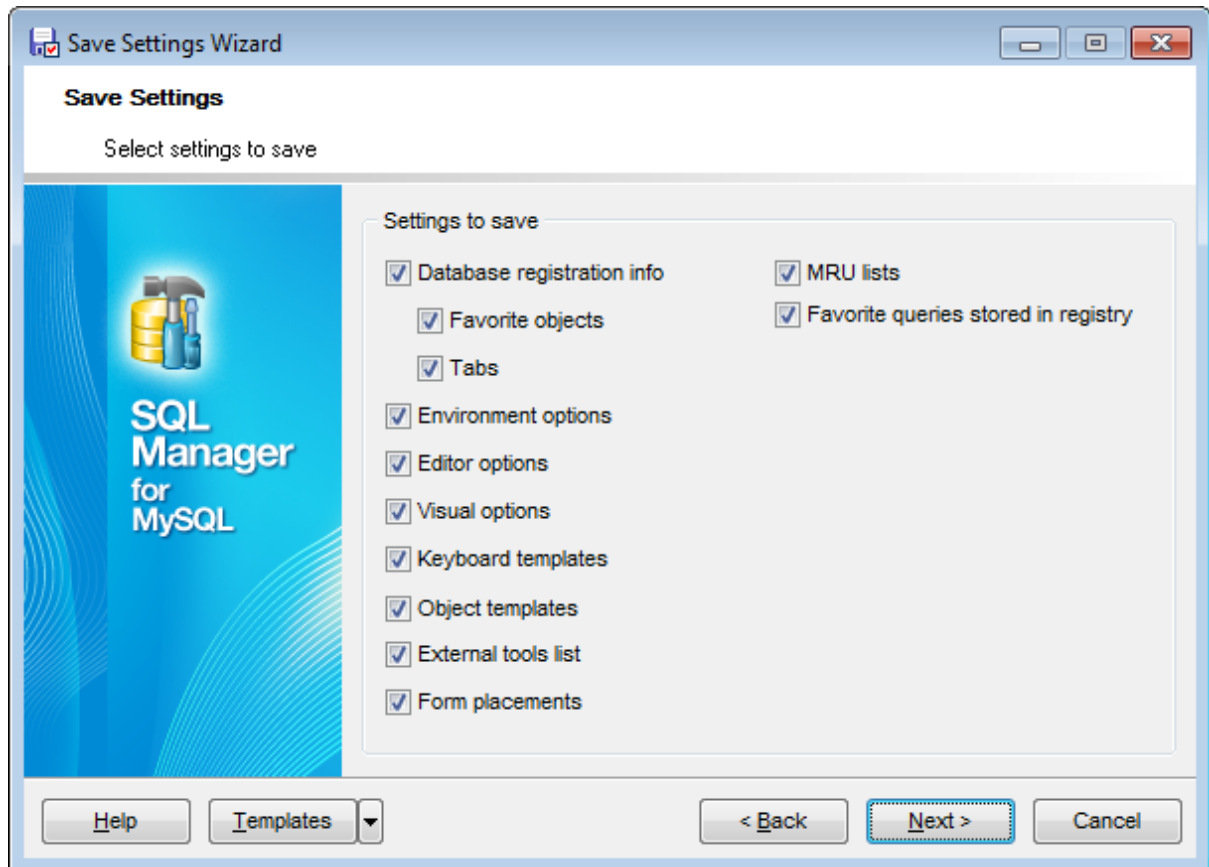 Save Settings Wizard
Save Settings
Select settings to save
SQL
Manager
for
MySQL
Settings to save
Database registration info
Favorite objects
Tabs
Environment options
Editor options
Visual options
Keyboard templates
Object templates
External tools list
Form placements
MRU lists
Favorite queries stored in registry
Help
Templates
< Back
Next >
Cancel